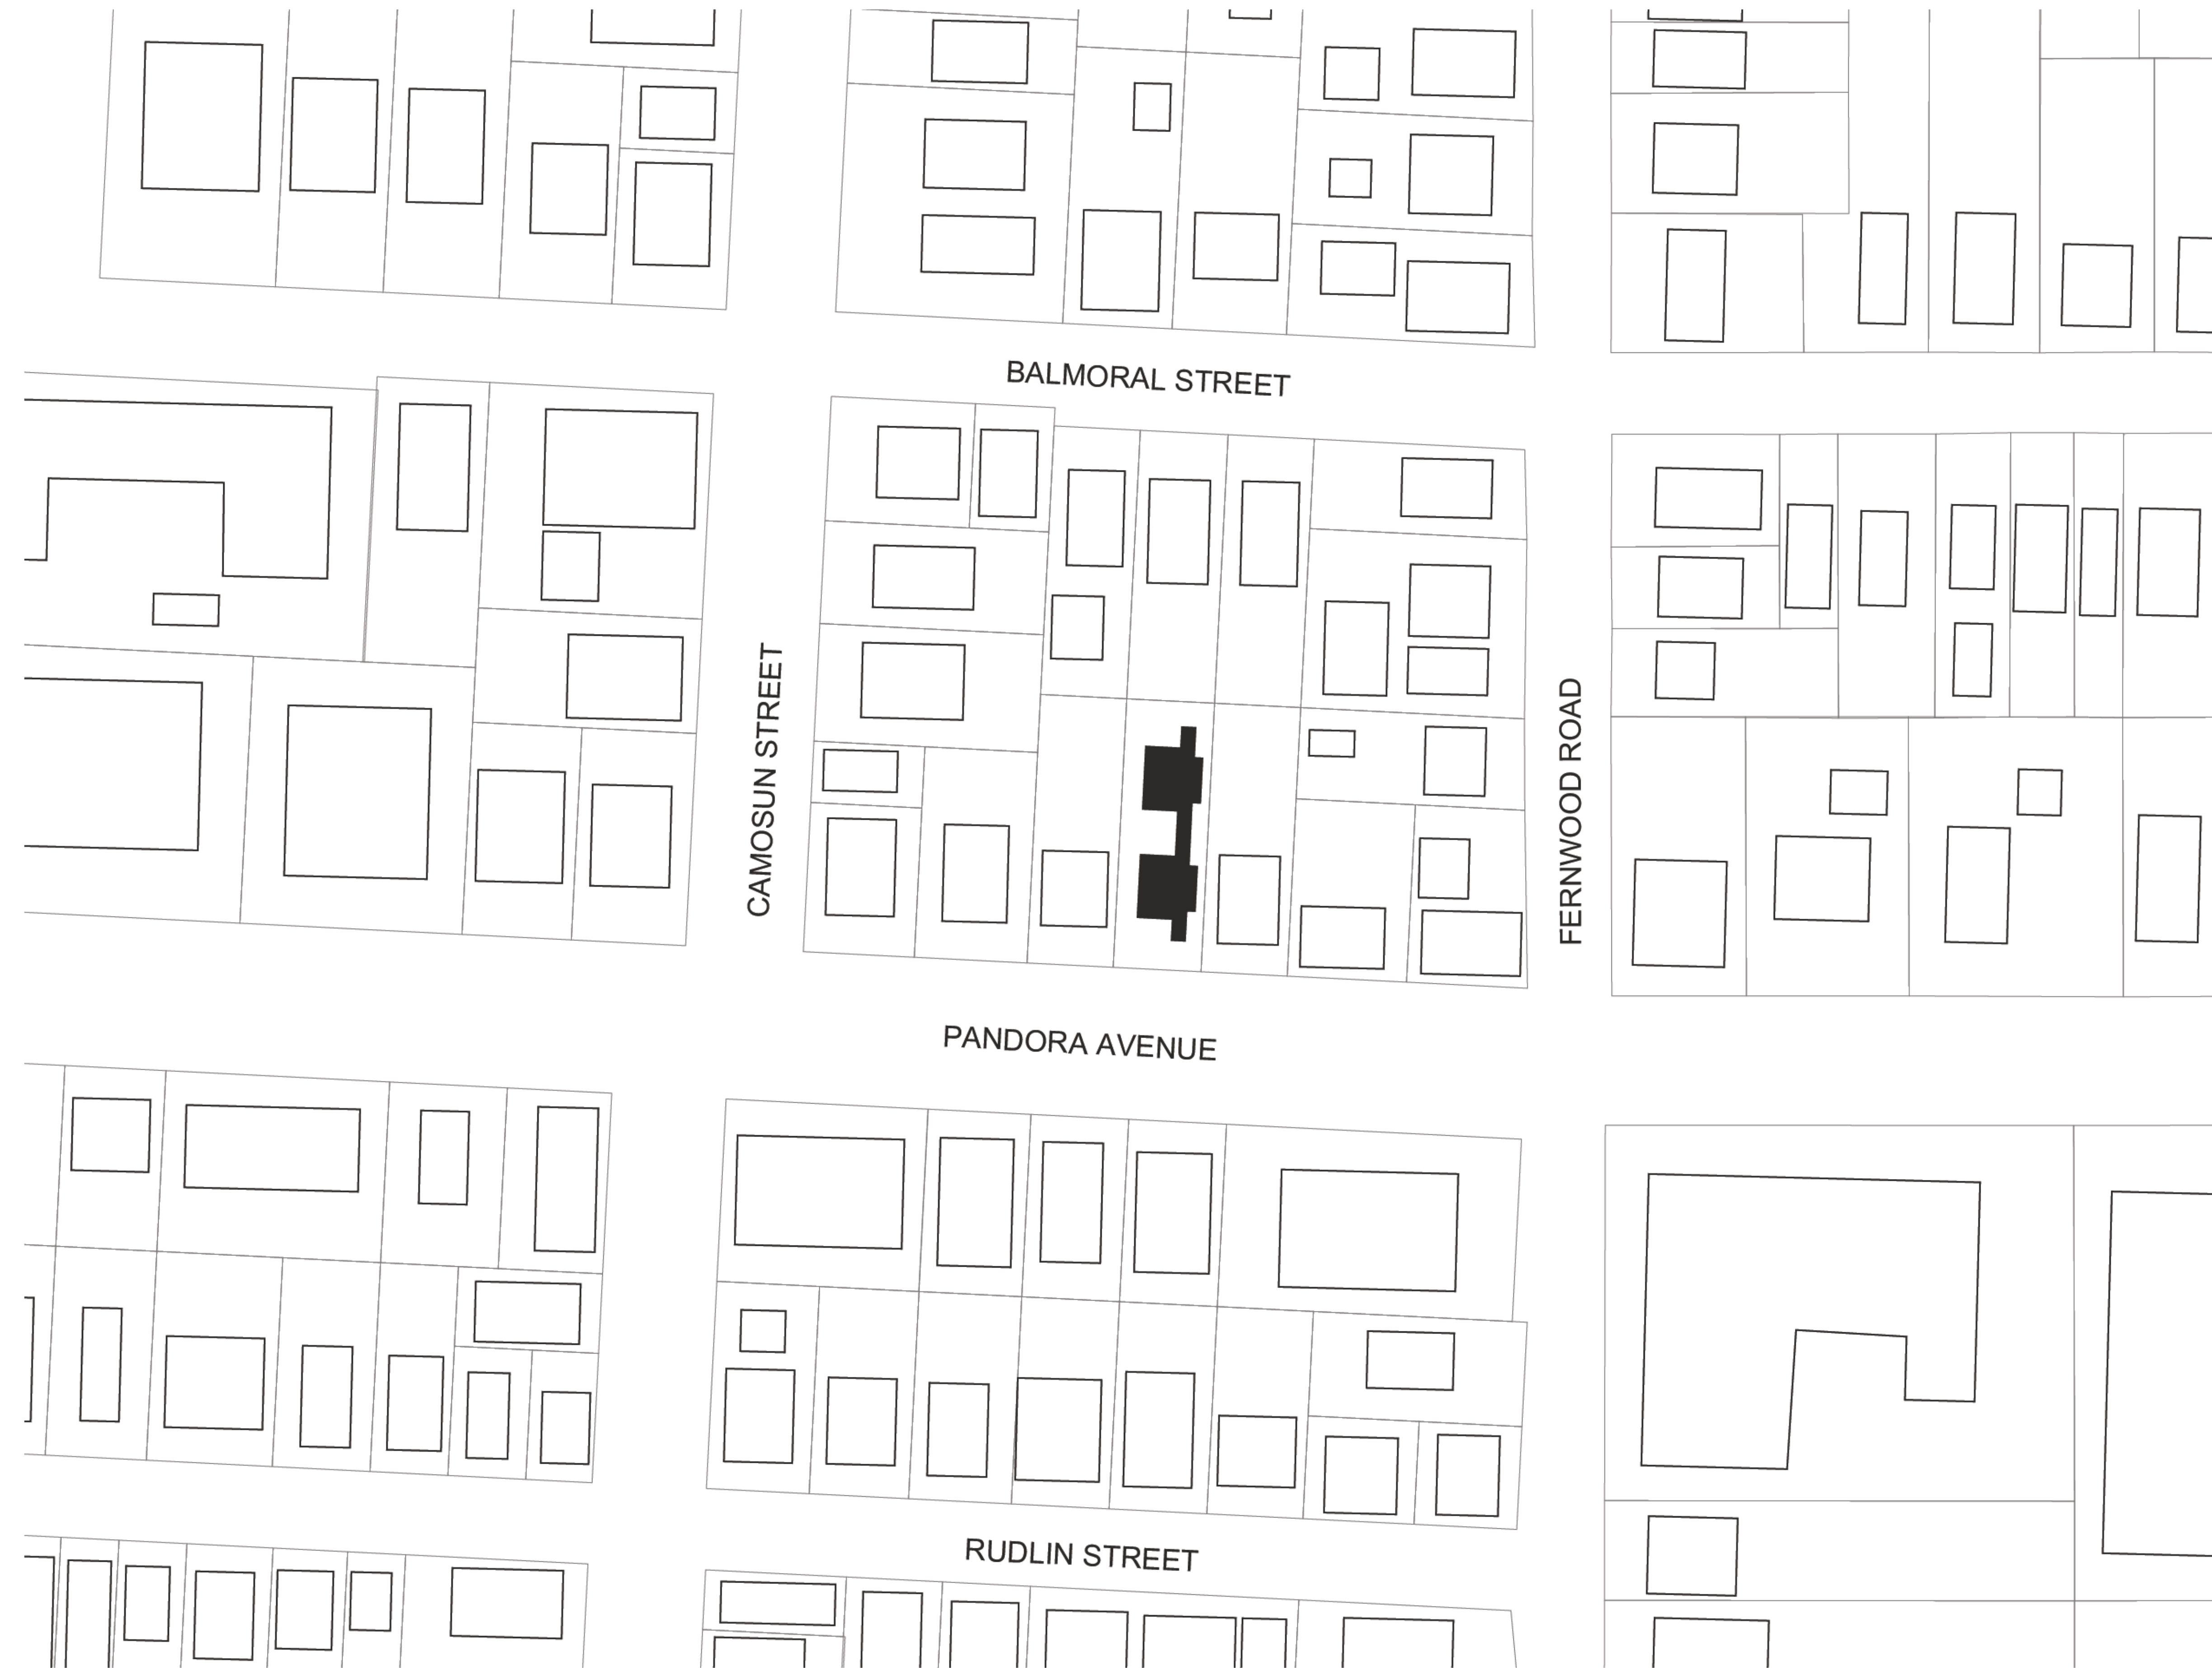 BALMORAL STREET
CAMOSUN STREET
FERNWOOD ROAD
PANDORA AVENUE
RUDLIN STREET